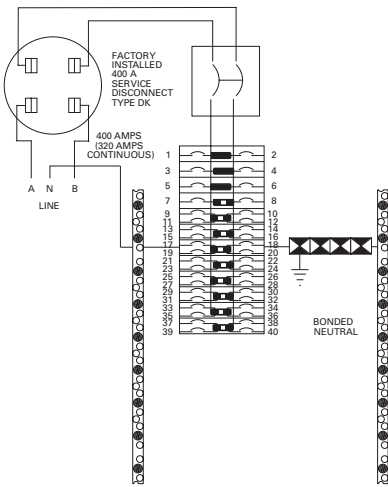 FACTORY
INSTALLED
400 A
SERVICE
DISCONNECT
TYPE DK
400 AMPS
(320 AMPS
CONTINUOUS)
A N B
LINE
1 2
3 4
5 6
7 8
9 10
11 12
13 14
15 16
17 18
19 20
21 22
23 24
25 26
27 28
29 30
31 32
33 34
35 36
37 38
39 40
BONDED
NEUTRAL